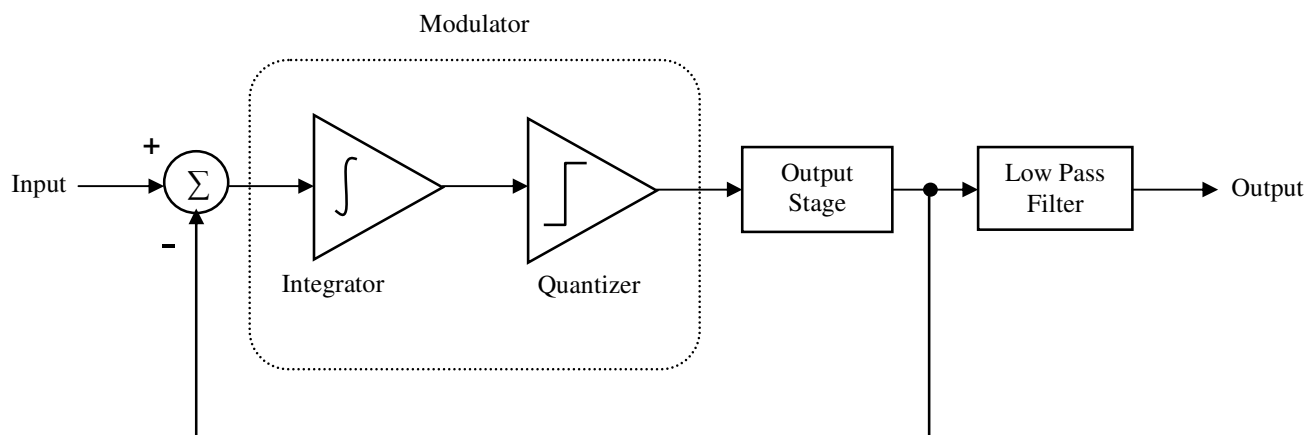 Modulator
+
Input
∑
-
∫
Integrator
Quantizer
Output
Stage
Low Pass
Filter
Output